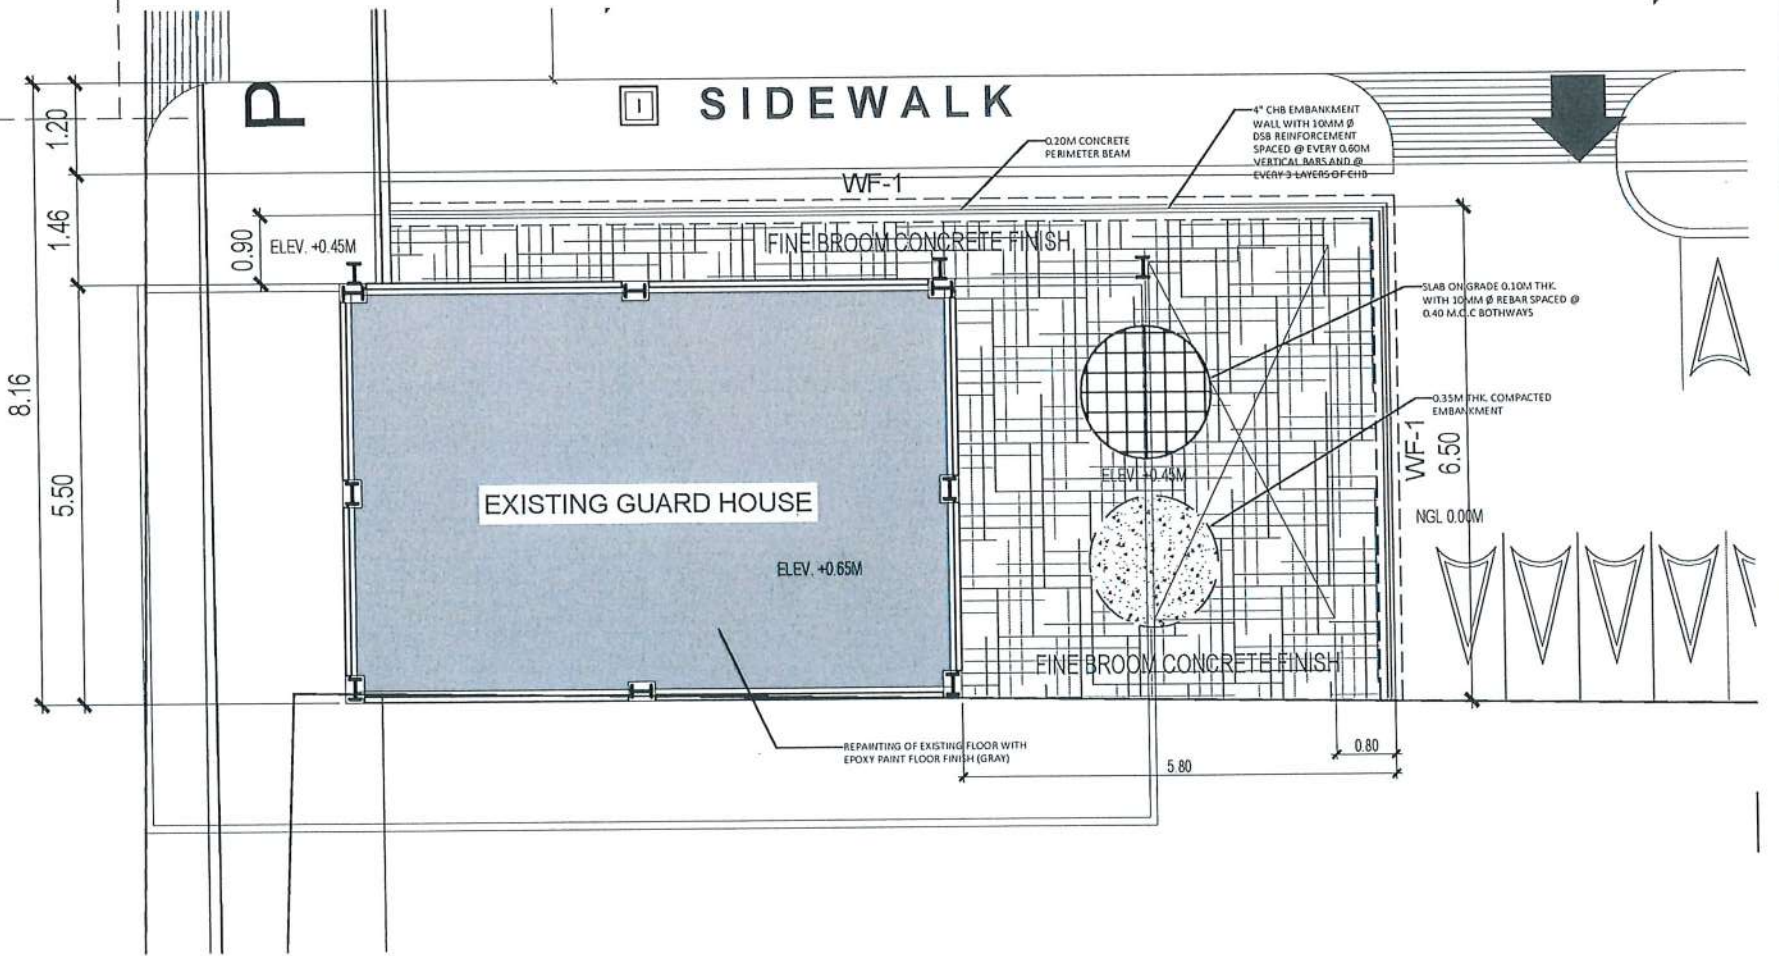 P
I
SIDEWALK
1.20
0.20M CONCRETE
PERIMETER BEAM
4" CHB EMBANKMENT
WALL WITH 10MM Ø
DSB REINFORCEMENT
SPACED @ EVERY 0.60M
VERTICAL BARS AND @
EVERY 3 LAYERS OF CHB
WF-1
1.46
0.90
ELEV. +0.45M
FINE BROOM CONCRETE FINISH
SLAB ON GRADE 0.10M THK.
WITH 10MM Ø REBAR SPACED @
0.40 M.O.C BOTHWAYS
8.16
0.35M THK. COMPACTED
EMBANKMENT
WF-1
6.50
5.50
EXISTING GUARD HOUSE
ELEV. +0.45M
NGL 0.00M
ELEV. +0.65M
FINE BROOM CONCRETE FINISH
REPAINTING OF EXISTING FLOOR WITH
EPOXY PAINT FLOOR FINISH (GRAY)
0.80
5.80